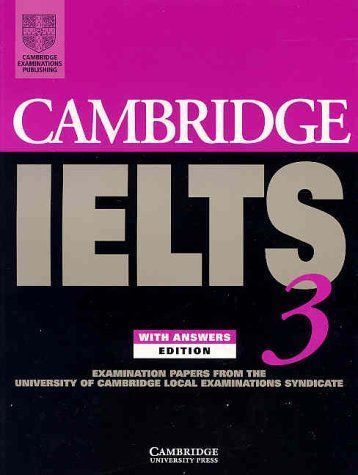 CAMBRIDGE
EXAMINATIONS
PUBLISHING
CAMBRIDGE
IELTS
3
WITH ANSWERS
EDITION
EXAMINATION PAPERS FROM THE
UNIVERSITY OF CAMBRIDGE LOCAL EXAMINATIONS SYNDICATE
CAMBRIDGE
UNIVERSITY PRESS